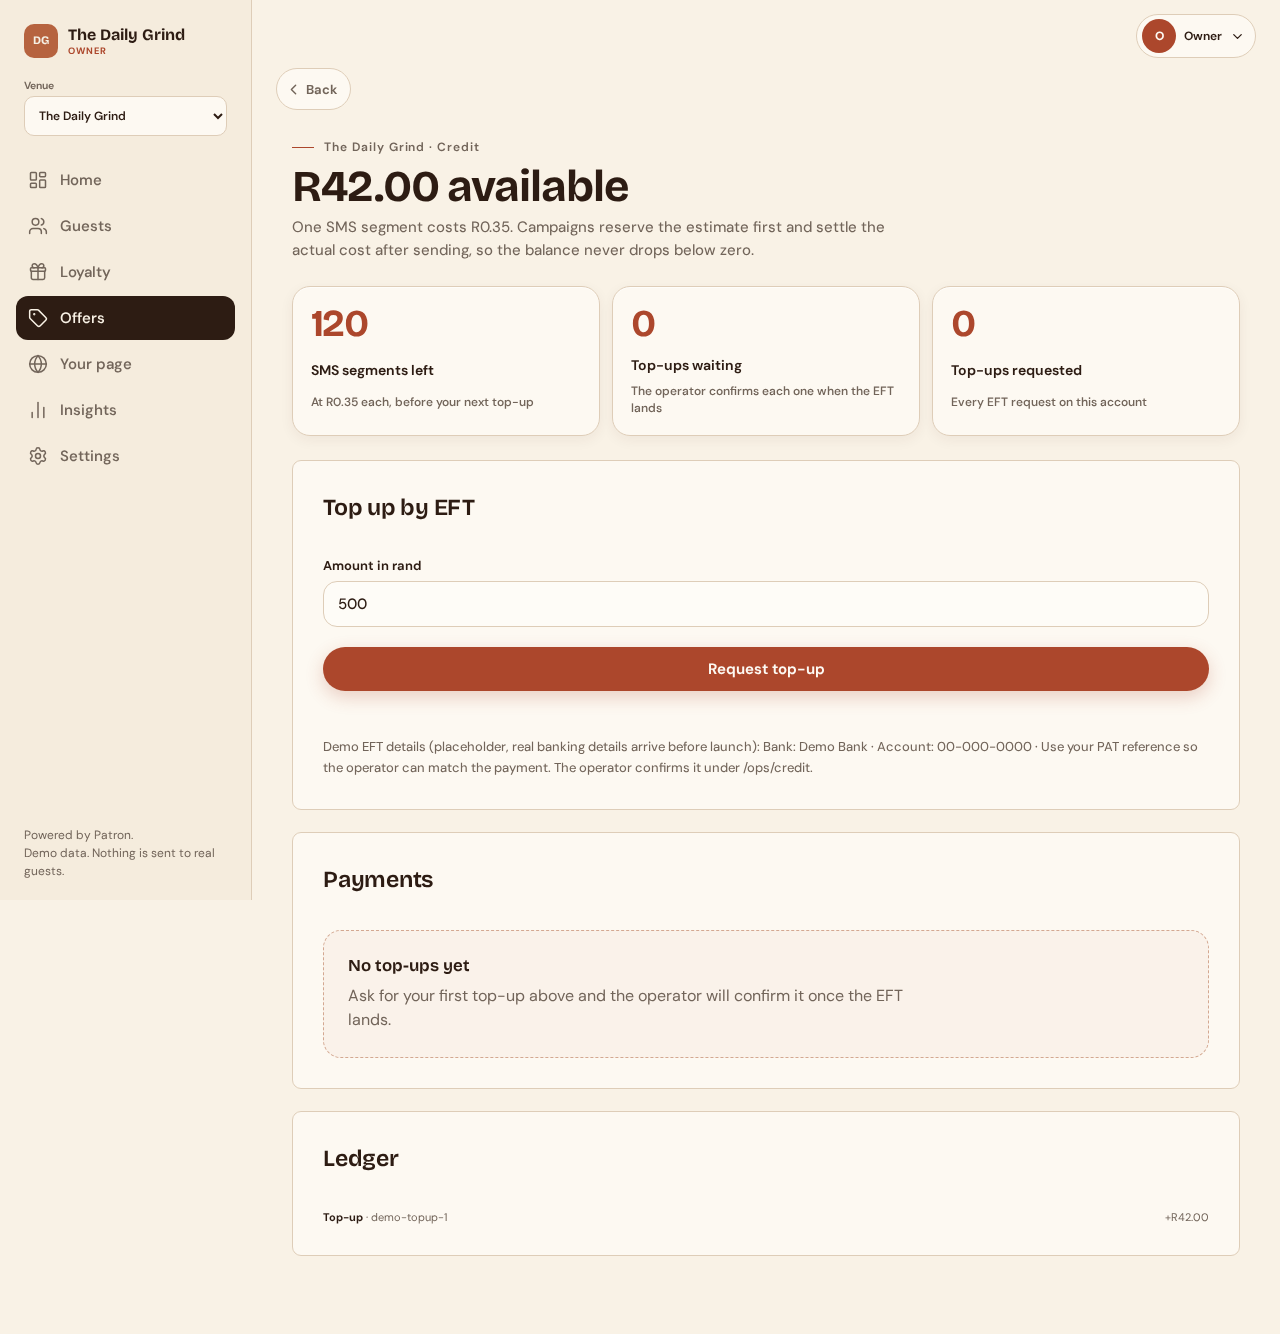 DG
The Daily Grind
OWNER
Venue
The Daily Grind
Home
Guests
Loyalty
Offers
Your page
Insights
Settings
Powered by Patron.
Demo data. Nothing is sent to real
guests.
O
Owner
Back
The Daily Grind · Credit
R42.00 available
One SMS segment costs R0.35. Campaigns reserve the estimate first and settle the
actual cost after sending, so the balance never drops below zero.
120
SMS segments left
At R0.35 each, before your next top-up
0
Top-ups waiting
The operator confirms each one when the EFT
lands
0
Top-ups requested
Every EFT request on this account
Top up by EFT
Amount in rand
500
Request top-up
Demo EFT details (placeholder, real banking details arrive before launch): Bank: Demo Bank · Account: 00-000-0000 · Use your PAT reference so
the operator can match the payment. The operator confirms it under /ops/credit.
Payments
No top-ups yet
Ask for your first top-up above and the operator will confirm it once the EFT
lands.
Ledger
Top-up · demo-topup-1
+R42.00